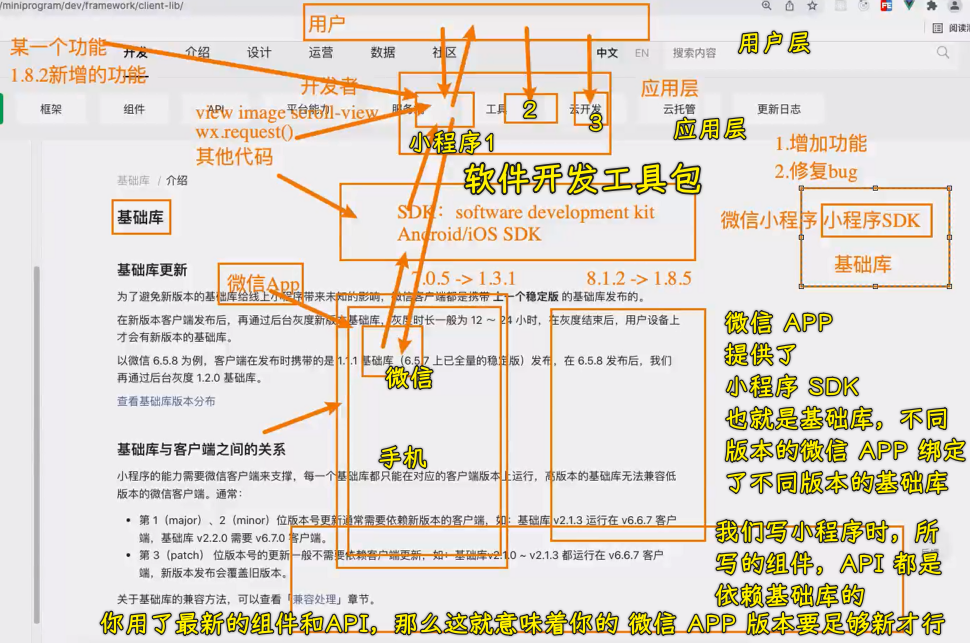 /miniprogram/dev/framework/client-lib/
用户
用户层
某一个功能
1.8.2新增的功能
开发
介绍
设计
运营
数据
社区
中文
EN
搜索内容
阅读清
开发者
应用层
框架
组件
API
平台能力
服务
工具
2
云开发
3
云托管
更新日志
view image scroll-view
wx.request()
其他代码
小程序1
应用层
1.增加功能
2.修复bug
软件开发工具包
基础库 / 介绍
基础库
SDK：software development kit
Android/iOS SDK
微信小程序
小程序SDK
基础库
基础库更新
微信App
7.0.5 -> 1.3.1
8.1.2 -> 1.8.5
为了避免新版本的基础库给线上小程序带来未知的影响，微信客户端都是携带 上一个稳定版 的基础库发布的。
在新版本客户端发布后，再通过后台灰度新版本基础库，灰度时长一般为 12 ～ 24 小时，在灰度结束后，用户设备上
才会有新版本的基础库。
以微信 6.5.8 为例，客户端在发布时携带的是 1.1.1 基础库（6.5.7 上已全量的稳定版）发布，在 6.5.8 发布后，我们
再通过后台灰度 1.2.0 基础库。
微信
查看基础库版本分布
微信 APP
提供了
小程序 SDK
也就是基础库，不同
版本的微信 APP 绑定
了不同版本的基础库
基础库与客户端之间的关系
手机
小程序的能力需要微信客户端来支撑，每一个基础库都只能在对应的客户端版本上运行，高版本的基础库无法兼容低
版本的微信客户端。通常：
第 1（major）、2（minor）位版本号更新通常需要依赖新版本的客户端，如：基础库 v2.1.3 运行在 v6.6.7 客户
端，基础库 v2.2.0 需要 v6.7.0 客户端。
第 3（patch） 位版本号的更新一般不需要依赖客户端更新，如：基础库v2.1.0 ~ v2.1.3 都运行在 v6.6.7 客户
端，新版本发布会覆盖旧版本。
我们写小程序时，所
写的组件，API 都是
依赖基础库的
关于基础库的兼容方法，可以查看「兼容处理」章节。
你用了最新的组件和API，那么这就意味着你的 微信 APP 版本要足够新才行